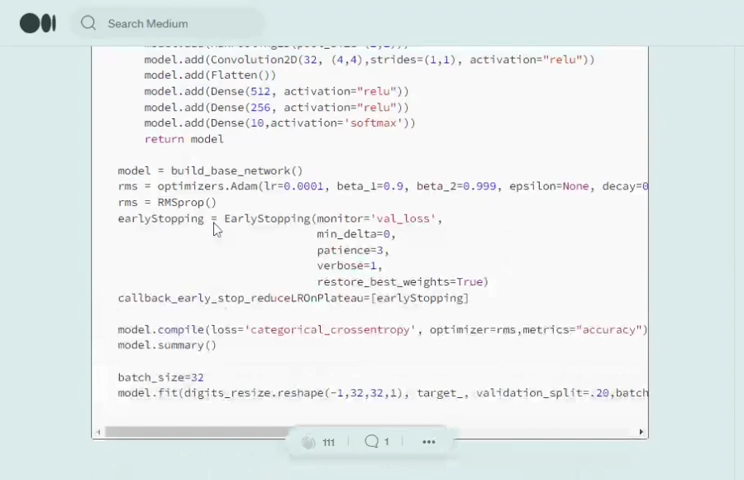 Search Medium
model.add(Convolution2D(32, (4,4),strides=(1,1), activation="relu"))
model.add(Flatten())
model.add(Dense(512, activation="relu"))
model.add(Dense(256, activation="relu"))
model.add(Dense(10,activation='softmax'))
return model
model = build_base_network()
rms = optimizers.Adam(lr=0.0001, beta_1=0.9, beta_2=0.999, epsilon=None, decay=0
rms = RMSprop()
earlyStopping = EarlyStopping(monitor='val_loss',
min_delta=0,
patience=3,
verbose=1,
restore_best_weights=True)
callback_early_stop_reduceLROnPlateau=[earlyStopping]
model.compile(loss='categorical_crossentropy', optimizer=rms,metrics="accuracy")
model.summary()
batch_size=32
model.fit(digits_resize.reshape(-1,32,32,1), target_, validation_split=.20,batch
111 1